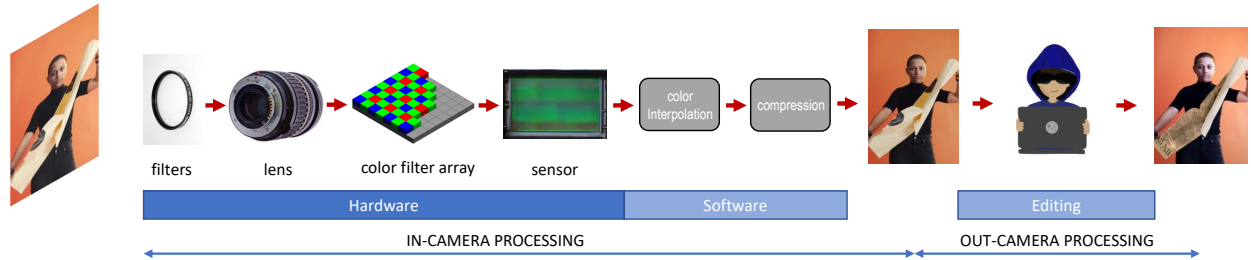 color
Interpolation
compression
filters
lens
color filter array
sensor
Hardware
Software
Editing
IN-CAMERA PROCESSING
OUT-CAMERA PROCESSING